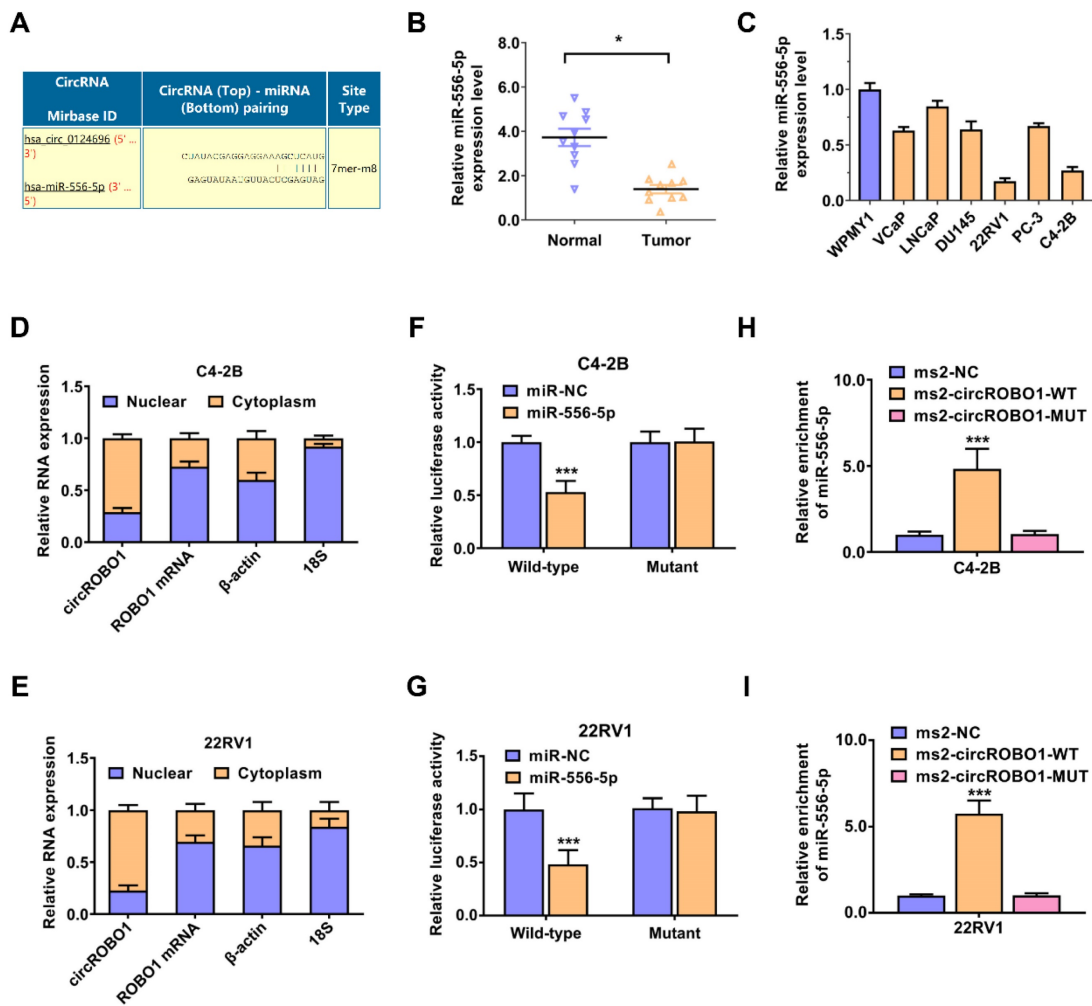 A
CircRNA
Mirbase ID
CircRNA (Top) - miRNA
(Bottom) pairing
Site
Type
hsa_circ_0124696 (5' ...
3')
hsa-miR-556-5p (3' ...
5')
CUAUACGAGGAGGAAAGCUCAUG
| ||||
GAGUAUAAUGUUACUCGAGUAG
7mer-m8
B
Relative miR-556-5p
expression level
8.0
6.0
4.0
2.0
0.0
*
Normal
Tumor
C
Relative miR-556-5p
expression level
1.5
1.0
0.5
0.0
WPMY1
VCaP
LNCaP
DU145
22RV1
PC-3
C4-2B
D
C4-2B
Nuclear
Cytoplasm
Relative RNA expression
1.5
1.0
0.5
0.0
circROBO1
ROBO1 mRNA
β-actin
18S
F
C4-2B
miR-NC
miR-556-5p
Relative luciferase activity
1.5
1.0
0.5
0.0
***
Wild-type
Mutant
H
ms2-NC
ms2-circROBO1-WT
ms2-circROBO1-MUT
Relative enrichment
of miR-556-5p
10.0
5.0
0.0
***
C4-2B
E
22RV1
Nuclear
Cytoplasm
Relative RNA expression
1.5
1.0
0.5
0.0
circROBO1
ROBO1 mRNA
β-actin
18S
G
22RV1
miR-NC
miR-556-5p
Relative luciferase activity
1.5
1.0
0.5
0.0
***
Wild-type
Mutant
I
ms2-NC
ms2-circROBO1-WT
ms2-circROBO1-MUT
Relative enrichment
of miR-556-5p
10.0
5.0
0.0
***
22RV1